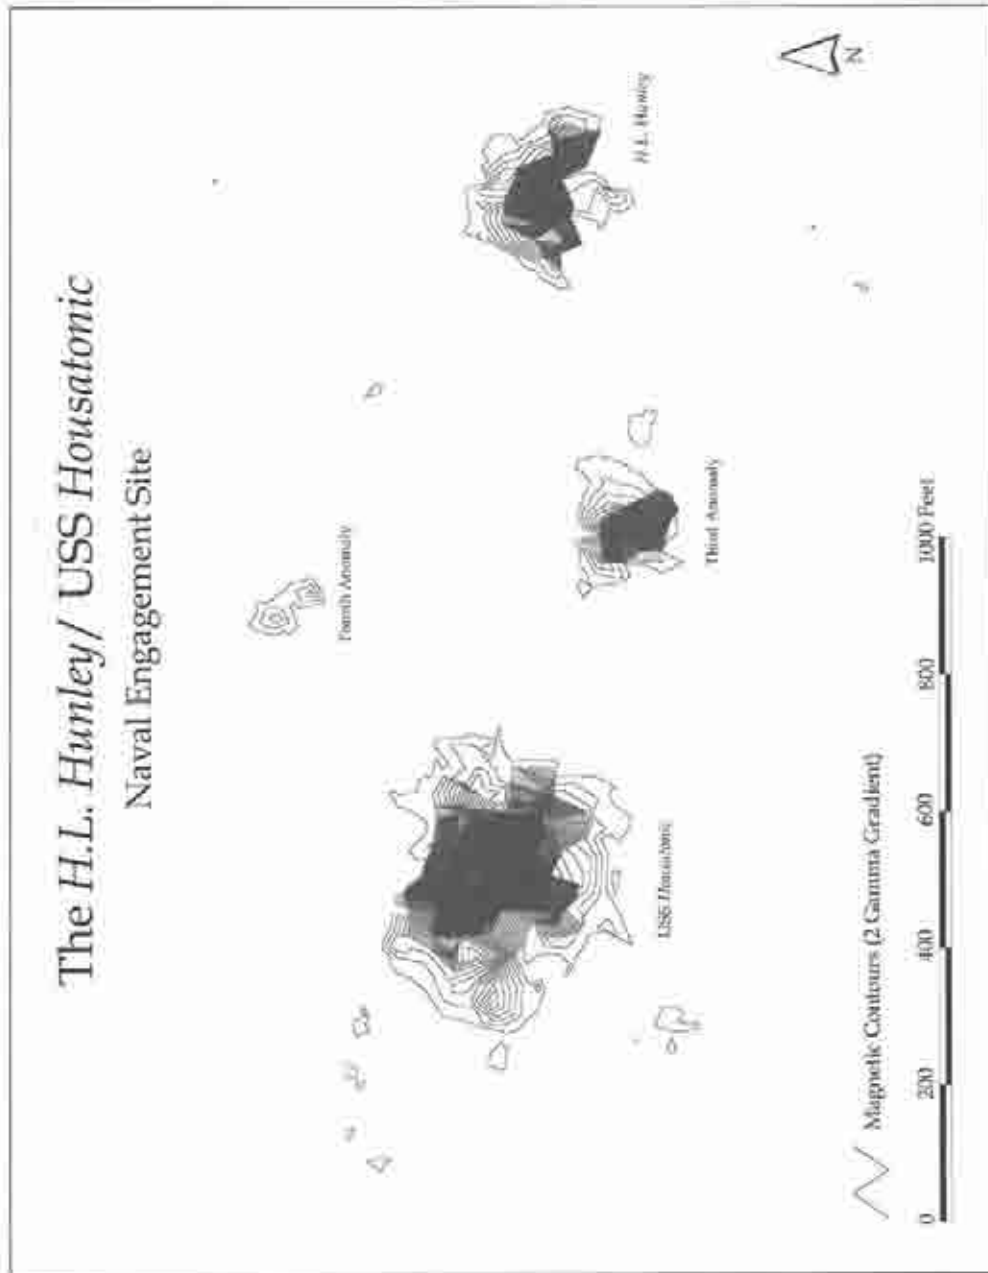 The H.L. Hunley/ USS Housatonic
Naval Engagement Site
Fourth Anomaly
H.L. Hunley
USS Housatonic
Third Anomaly
N
Magnetic Contours (2 Gamma Gradient)
0 200 400 600 800 1000 Feet